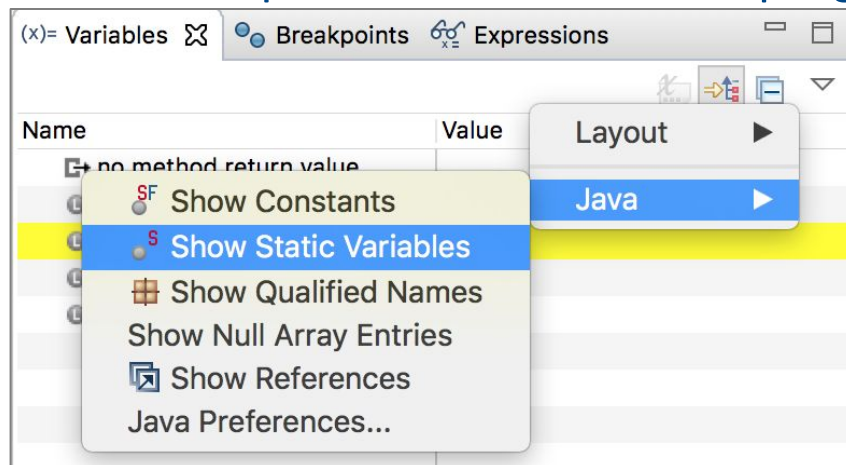 (x)= Variables Breakpoints Expressions
Name Value
no method return value
Layout
Java
SF Show Constants
S Show Static Variables
Show Qualified Names
Show Null Array Entries
Show References
Java Preferences...